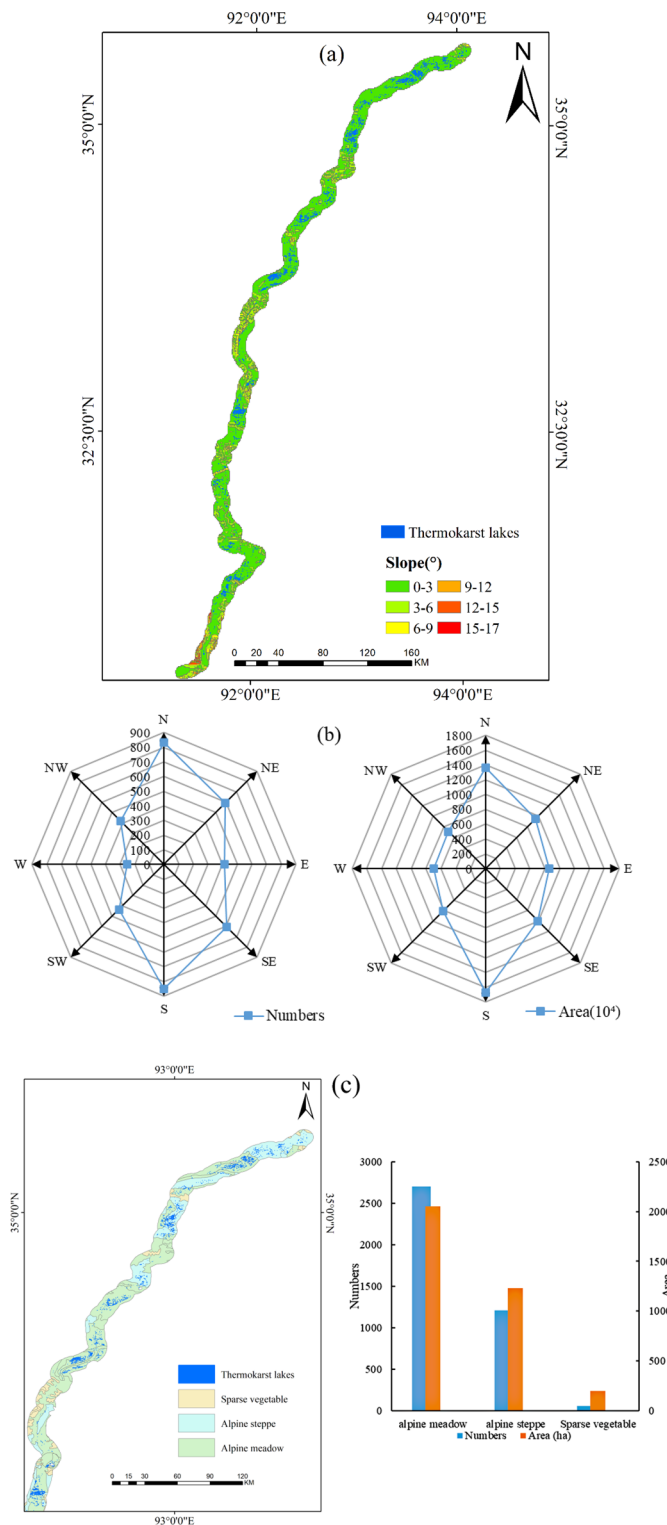 92°0'0"E 94°0'0"E
(a)
N
35°0'0"N 35°0'0"N
32°30'0"N 32°30'0"N
Thermokarst lakes
Slope(°)
0-3 9-12
3-6 12-15
6-9 15-17
0 20 40 80 120 160
KM
92°0'0"E 94°0'0"E
(b)
N
900
800
700
600
500
400
300
200
100
0
NE
E
SE
S
SW
W
NW
Numbers
N
1800
1600
1400
1200
1000
800
600
400
200
0
NE
E
SE
S
SW
W
NW
Area(10⁴)
(c)
93°0'0"E
N
35°0'0"N 35°0'0"N
Thermokarst lakes
Sparse vegetable
Alpine steppe
Alpine meadow
0 15 30 60 90 120
KM
93°0'0"E
3000
2500
2000
1500
1000
500
0
Numbers
2500
2000
1500
1000
500
0
alpine meadow alpine steppe Sparse vegetable
Numbers Area (ha)